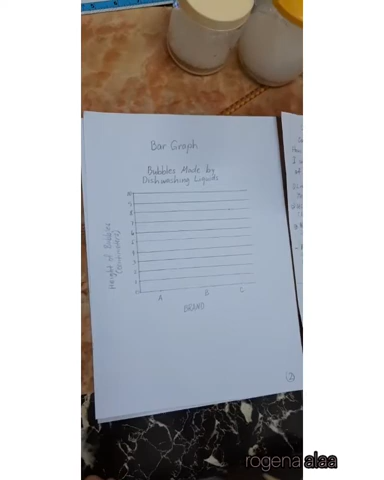 Bar Graph
Bubbles Made by
Dishwashing Liquids
Height of Bubbles
(centimeters)
10
9
8
7
6
5
4
3
2
1
0
A B C
BRAND
2
rogena alaa